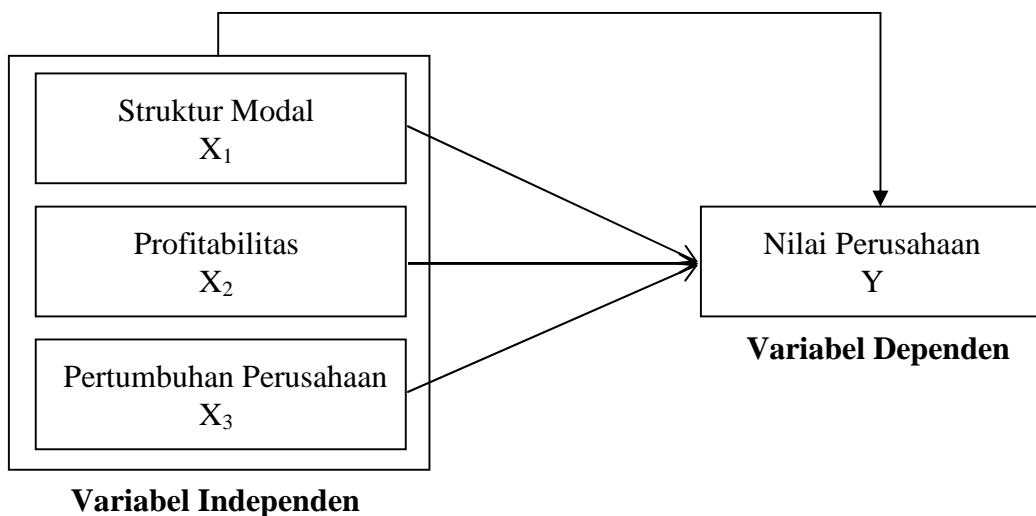 Struktur Modal
X₁
Profitabilitas
X₂
Pertumbuhan Perusahaan
X₃
Variabel Independen
Nilai Perusahaan
Y
Variabel Dependen